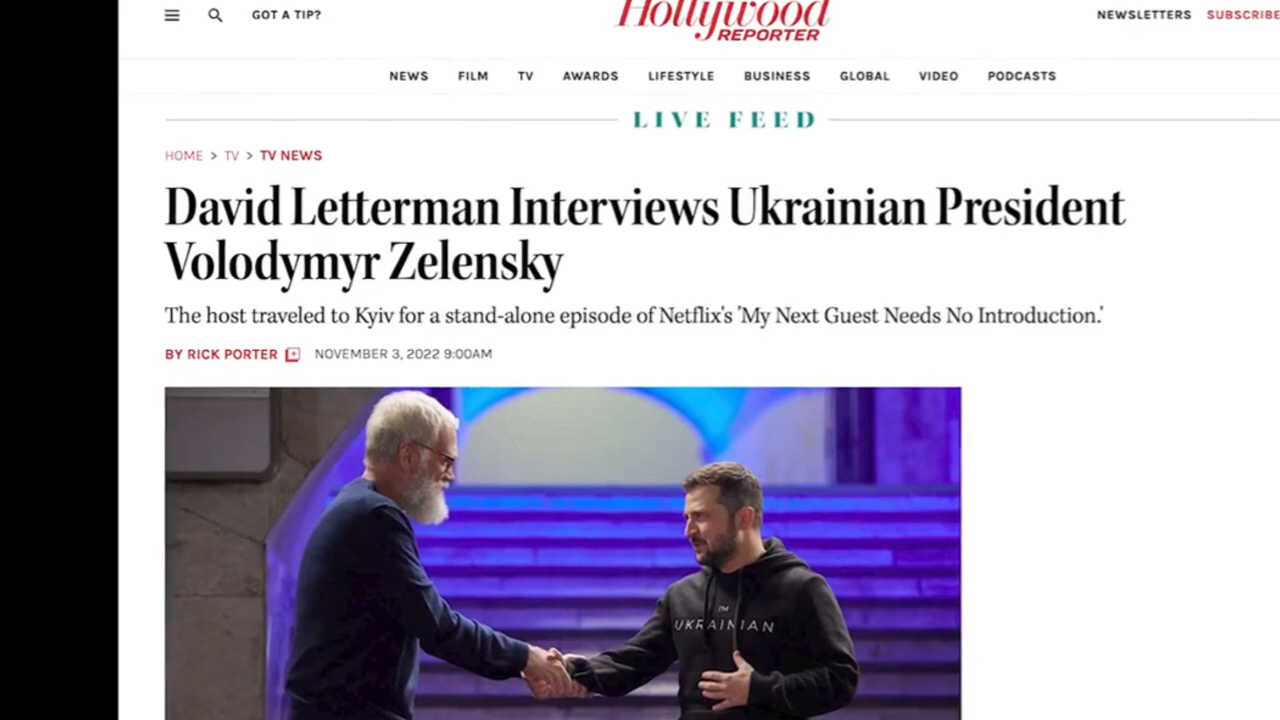 GOT A TIP?
Hollywood
REPORTER
NEWSLETTERS SUBSCRIBE
NEWS FILM TV AWARDS LIFESTYLE BUSINESS GLOBAL VIDEO PODCASTS
LIVE FEED
HOME > TV > TV NEWS
David Letterman Interviews Ukrainian President
Volodymyr Zelensky
The host traveled to Kyiv for a stand-alone episode of Netflix's 'My Next Guest Needs No Introduction.'
BY RICK PORTER NOVEMBER 3, 2022 9:00AM
I'M
UKRAINIAN